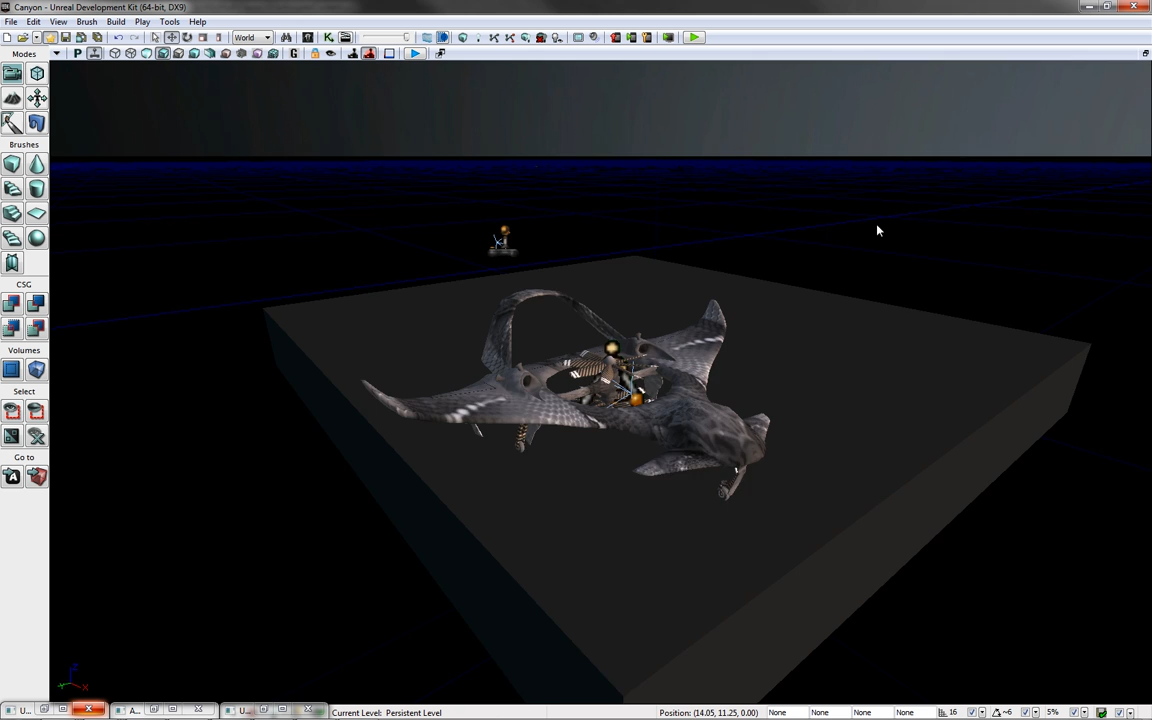 Canyon - Unreal Development Kit (64-bit, DX9)
File Edit View Brush Build Play Tools Help
World
Modes P G
Brushes
CSG
Volumes
Select
Go to
A
Z
Y X
U... A... U... Current Level: Persistent Level Position: (14.05, 11.25, 0.00) None None None None 16 ~6 5%